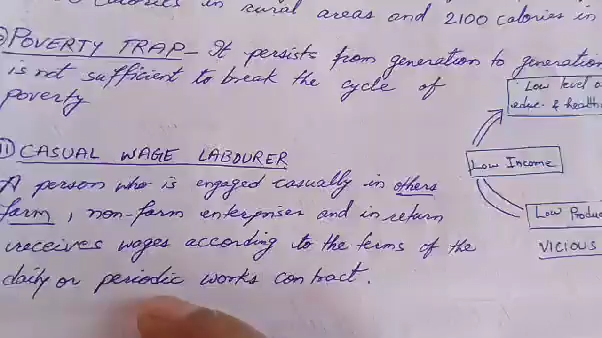 calories in rural areas and 2100 calories in
POVERTY TRAP - It persists from generation to generation
is not sufficient to break the cycle of
poverty
Low level
educ. & health
Low Income
Low
VICIOUS
11 CASUAL WAGE LABOURER
A person who is engaged casually in others
farm, non-farm enterprises and in return
receives wages according to the terms of the
daily or periodic works contract.